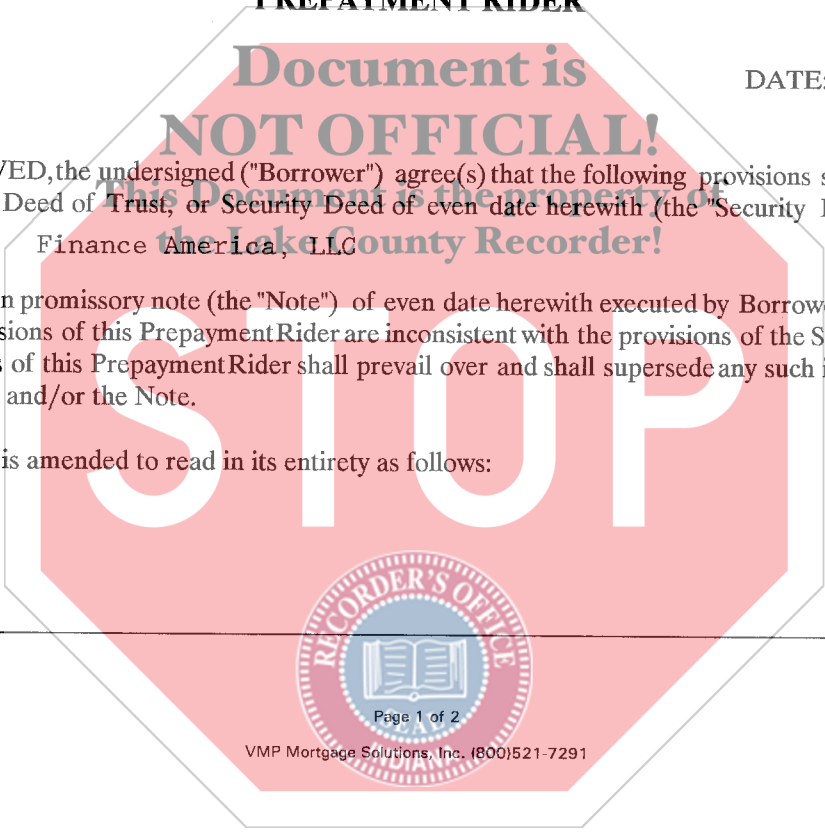 PREPAYMENT RIDER
Document is
DATE:
NOT OFFICIAL!
VED, the undersigned ("Borrower") agree(s) that the following provisions s
This Document is the property of
Deed of Trust, or Security Deed of even date herewith (the "Security I
the Lake County Recorder!
Finance America, LLC
n promissory note (the "Note") of even date herewith executed by Borrowe
sions of this Prepayment Rider are inconsistent with the provisions of the S
s of this Prepayment Rider shall prevail over and shall supersede any such i
and/or the Note.
is amended to read in its entirety as follows:
STOP
RECORDER'S OFFICE
Page 1 of 2
SEAL
VMP Mortgage Solutions, Inc. (800)521-7291
INDIANA